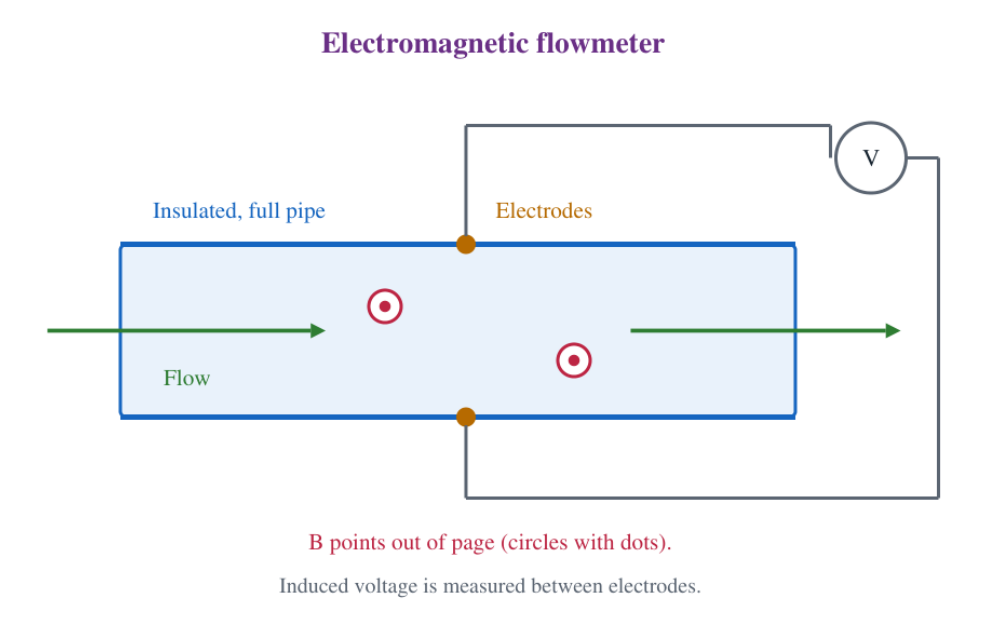 Electromagnetic flowmeter
V
Insulated, full pipe
Electrodes
Flow
B points out of page (circles with dots).
Induced voltage is measured between electrodes.